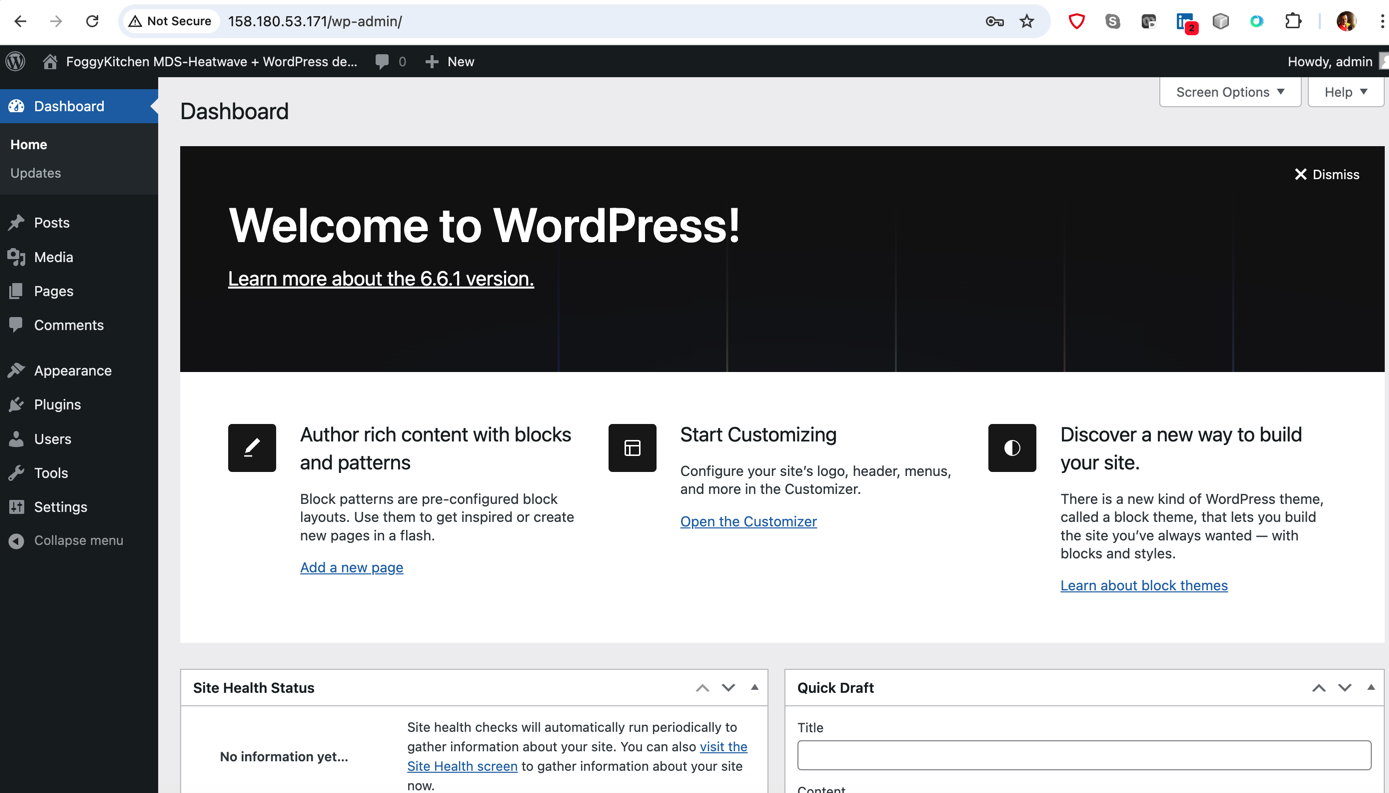 Not Secure 158.180.53.171/wp-admin/
2
FoggyKitchen MDS-Heatwave + WordPress de... 0 New Howdy, admin
Dashboard
Home
Updates
Posts
Media
Pages
Comments
Appearance
Plugins
Users
Tools
Settings
Collapse menu
Screen Options Help
Dashboard
Dismiss
Welcome to WordPress!
Learn more about the 6.6.1 version.
Author rich content with blocks
and patterns
Block patterns are pre-configured block
layouts. Use them to get inspired or create
new pages in a flash.
Add a new page
Start Customizing
Configure your site’s logo, header, menus,
and more in the Customizer.
Open the Customizer
Discover a new way to build
your site.
There is a new kind of WordPress theme,
called a block theme, that lets you build
the site you’ve always wanted — with
blocks and styles.
Learn about block themes
Site Health Status
No information yet...
Site health checks will automatically run periodically to
gather information about your site. You can also visit the
Site Health screen to gather information about your site
now.
Quick Draft
Title
Content